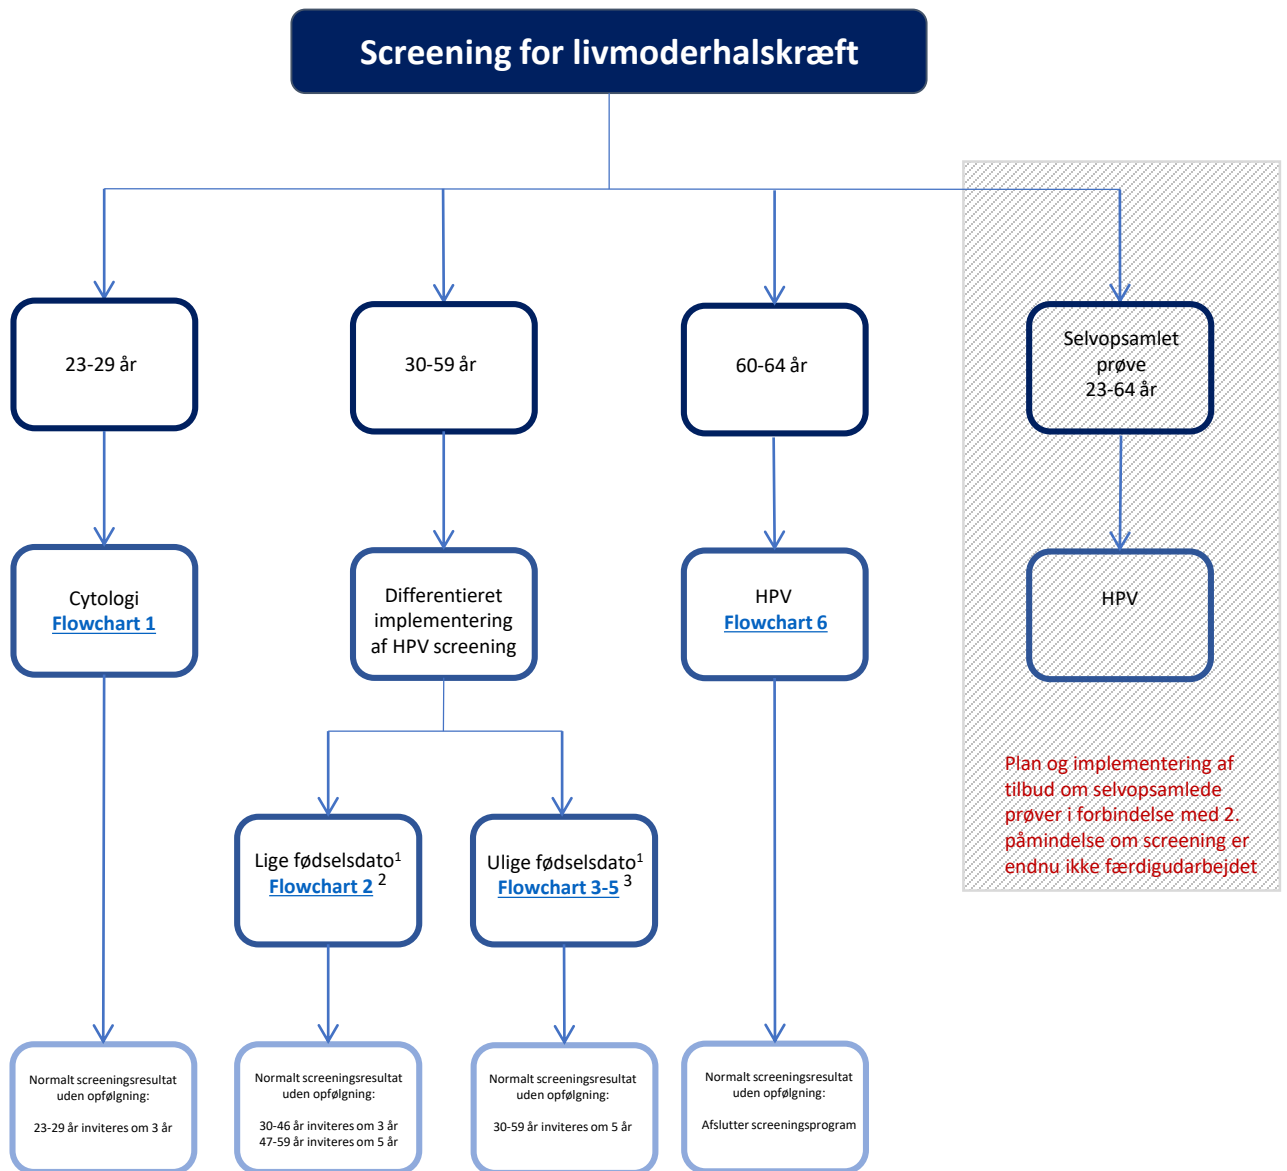 Screening for livmoderhalskræft
23-29 år
30-59 år
60-64 år
Selvopsamlet
prøve
23-64 år
Cytologi
Flowchart 1
Differentieret
implementering
af HPV screening
HPV
Flowchart 6
HPV
Lige fødselsdato¹
Flowchart 2 ²
Ulige fødselsdato¹
Flowchart 3-5 ³
Plan og implementering af
tilbud om selvopsamlede
prøver i forbindelse med 2.
påmindelse om screening er
endnu ikke færdigudarbejdet
Normalt screeningsresultat
uden opfølgning:
23-29 år inviteres om 3 år
Normalt screeningsresultat
uden opfølgning:
30-46 år inviteres om 3 år
47-59 år inviteres om 5 år
Normalt screeningsresultat
uden opfølgning:
30-59 år inviteres om 5 år
Normalt screeningsresultat
uden opfølgning:
Afslutter screeningsprogram